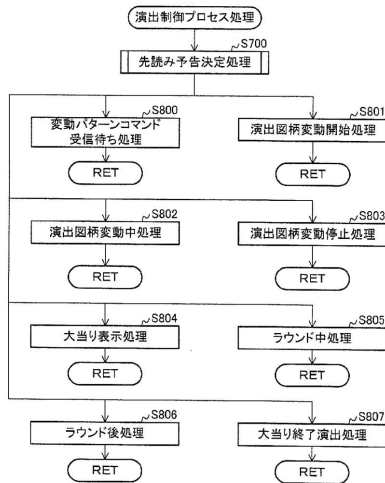 演出制御プロセス処理
S700
先読み予告決定処理
S800
変動パターンコマンド
受信待ち処理
RET
S801
演出図柄変動開始処理
RET
S802
演出図柄変動中処理
RET
S803
演出図柄変動停止処理
RET
S804
大当り表示処理
RET
S805
ラウンド中処理
RET
S806
ラウンド後処理
RET
S807
大当り終了演出処理
RET